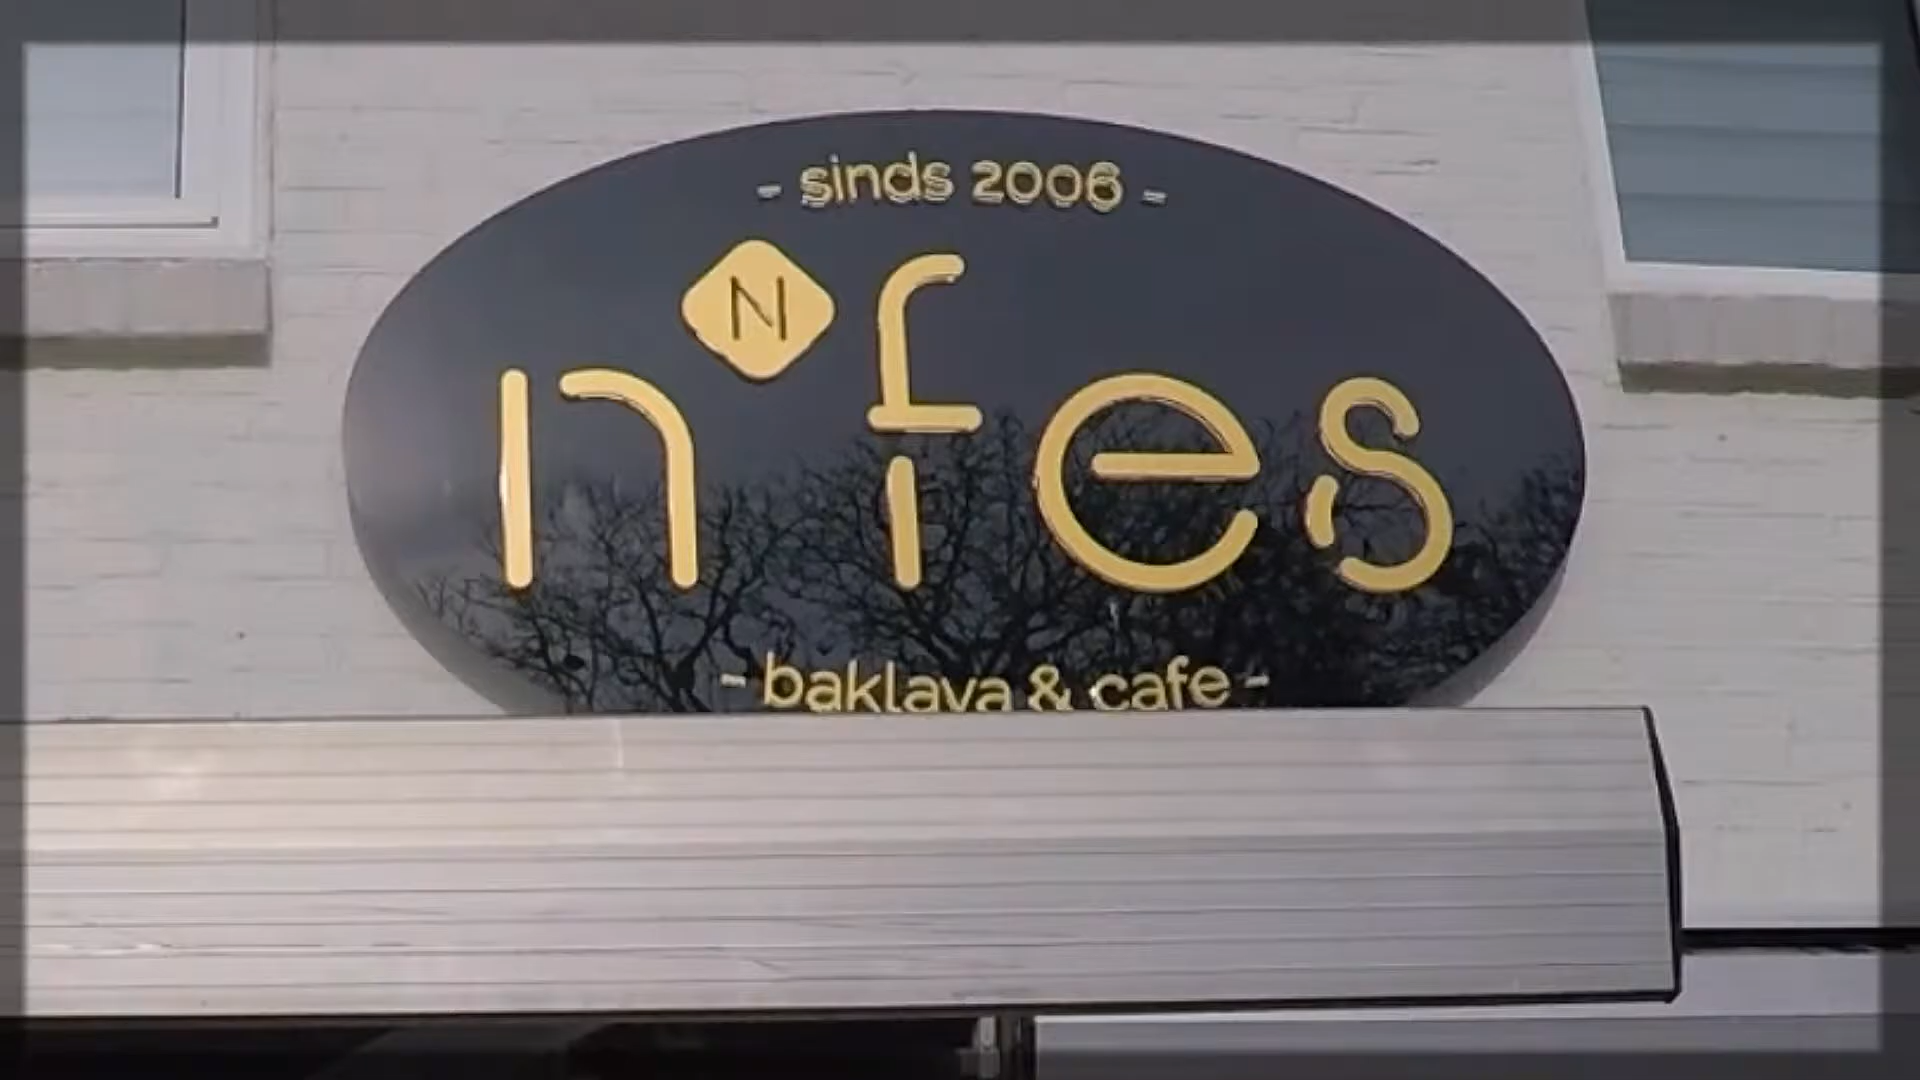 - sinds 2006 -
N
nfes
- baklava & cafe -